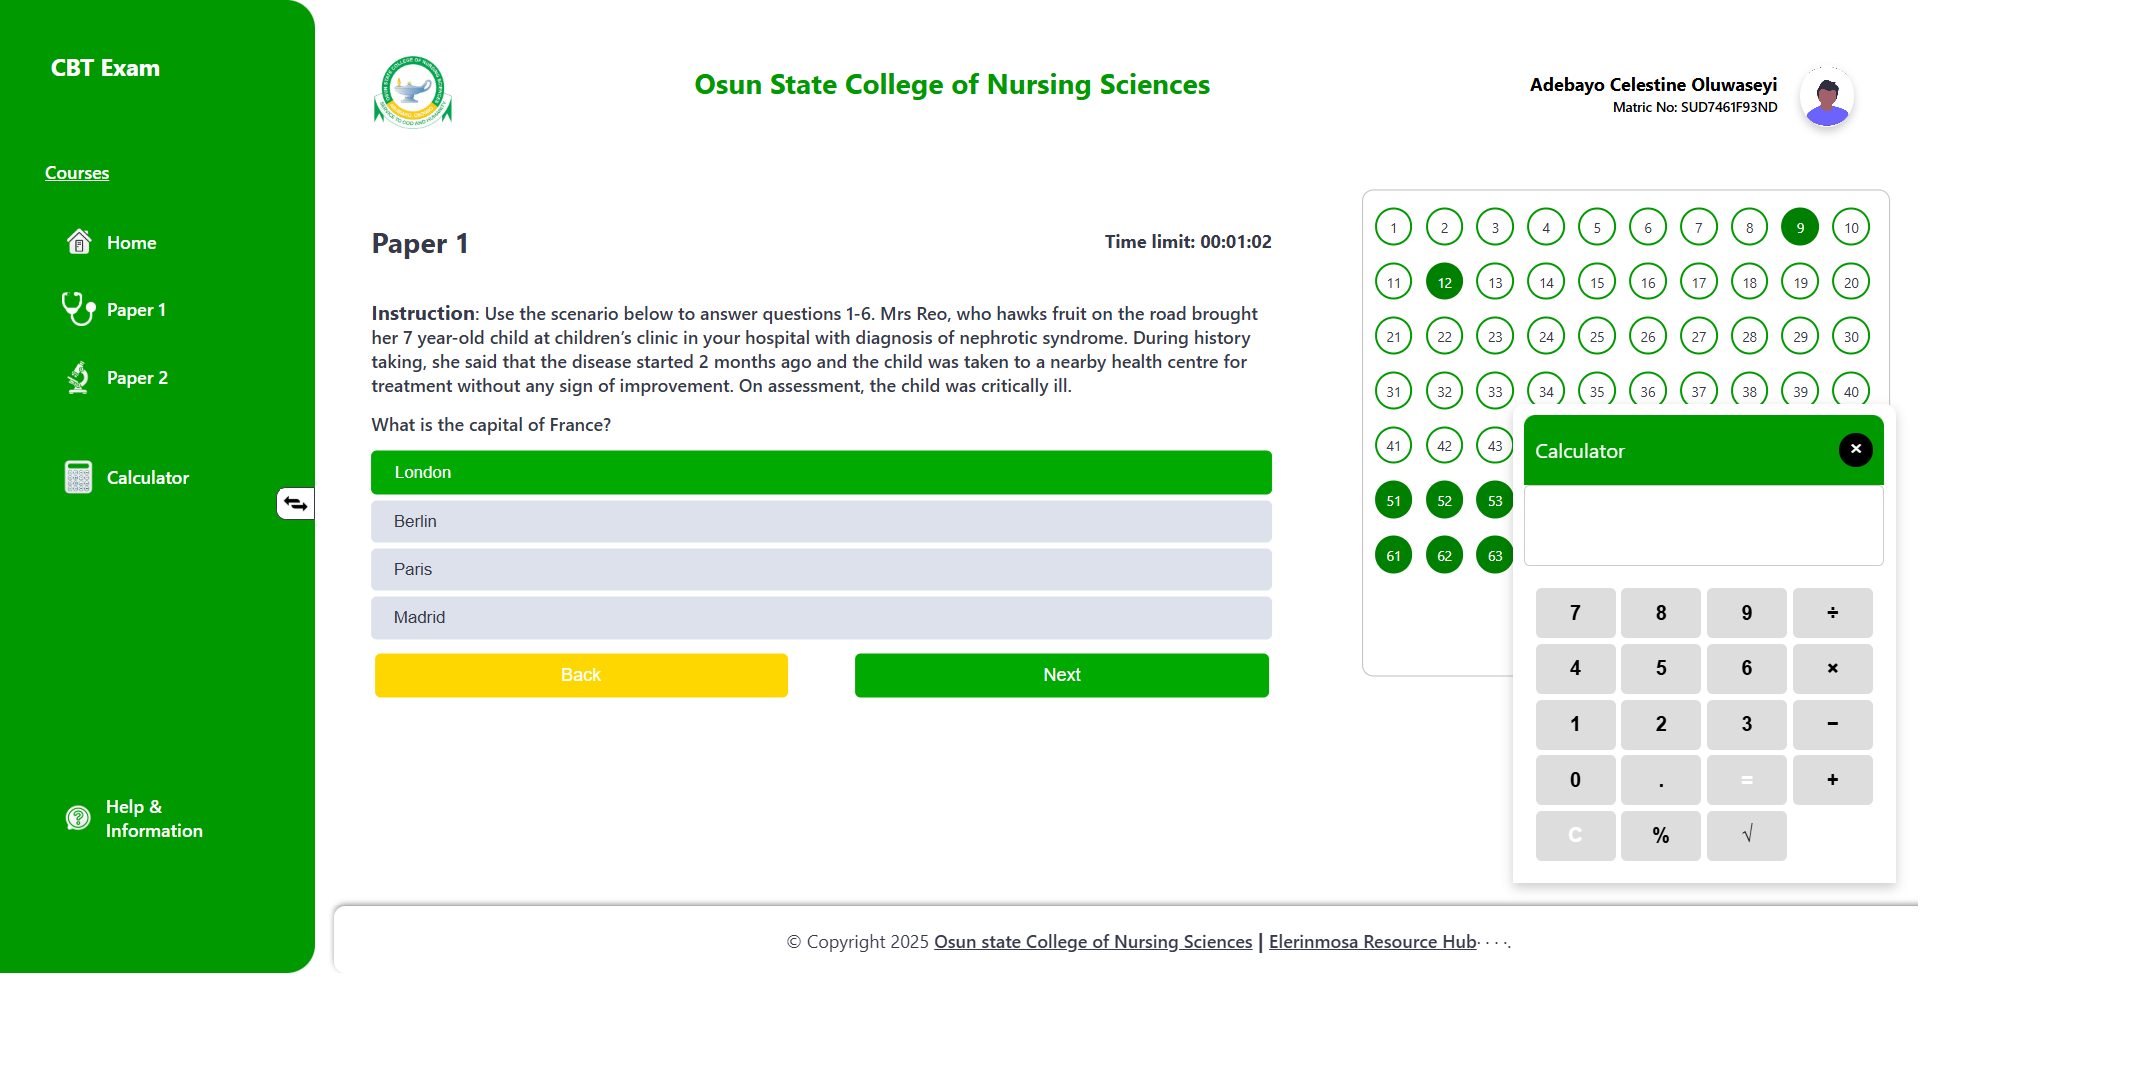 CBT Exam
Courses
Home
Paper 1
Paper 2
Calculator
Help &
Information
Osun State College of Nursing Sciences
Adebayo Celestine Oluwaseyi
Matric No: SUD7461F93ND
Paper 1
Time limit: 00:01:02
Instruction: Use the scenario below to answer questions 1-6. Mrs Reo, who hawks fruit on the road brought
her 7 year-old child at children’s clinic in your hospital with diagnosis of nephrotic syndrome. During history
taking, she said that the disease started 2 months ago and the child was taken to a nearby health centre for
treatment without any sign of improvement. On assessment, the child was critically ill.
What is the capital of France?
London
Berlin
Paris
Madrid
Back
Next
1 2 3 4 5 6 7 8 9 10
11 12 13 14 15 16 17 18 19 20
21 22 23 24 25 26 27 28 29 30
31 32 33 34 35 36 37 38 39 40
41 42 43
51 52 53
61 62 63
Calculator
×
7 8 9 ÷
4 5 6 ×
1 2 3 −
0 . = +
C % √
© Copyright 2025 Osun state College of Nursing Sciences | Elerinmosa Resource Hub· · · ·.